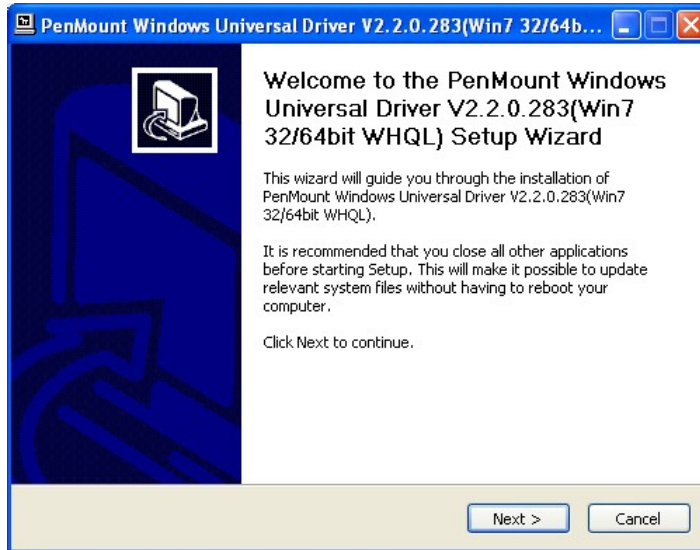 PenMount Windows Universal Driver V2.2.0.283(Win7 32/64b...
Welcome to the PenMount Windows
Universal Driver V2.2.0.283(Win7
32/64bit WHQL) Setup Wizard
This wizard will guide you through the installation of
PenMount Windows Universal Driver V2.2.0.283(Win7
32/64bit WHQL).
It is recommended that you close all other applications
before starting Setup. This will make it possible to update
relevant system files without having to reboot your
computer.
Click Next to continue.
Next >
Cancel